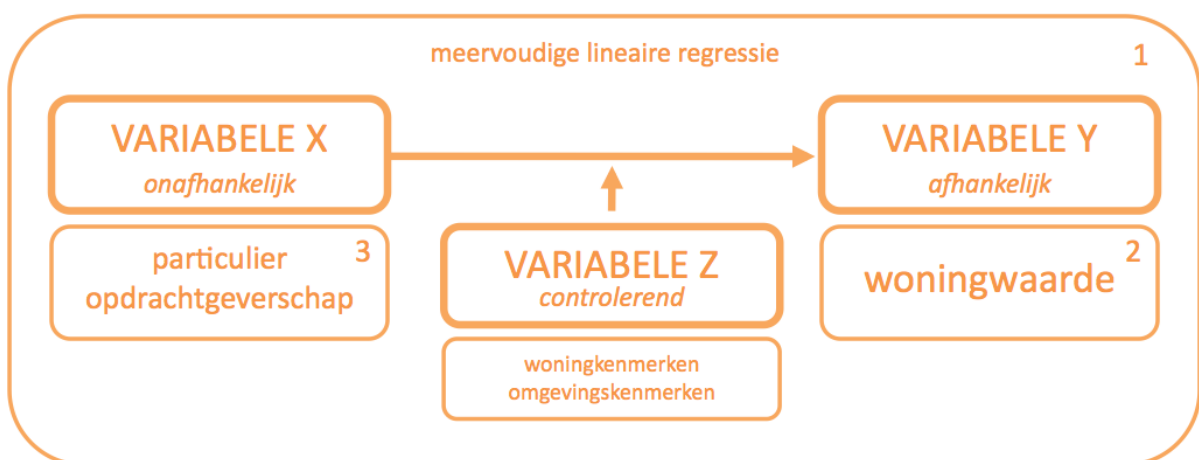 meervoudige lineaire regressie
1
VARIABELE X
onafhankelijk
VARIABELE Y
afhankelijk
particulier
opdrachtgeverschap
3
VARIABELE Z
controlerend
woningwaarde
2
woningkenmerken
omgevingskenmerken